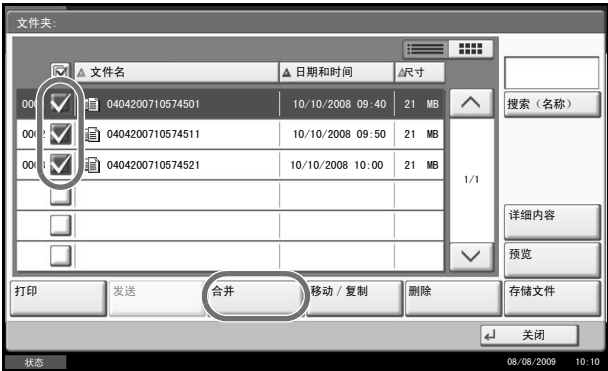 文件夹:
文件名 日期和时间 尺寸
0404200710574501 10/10/2008 09:40 21 MB 搜索（名称）
0404200710574511 10/10/2008 09:50 21 MB
0404200710574521 10/10/2008 10:00 21 MB
1/1
详细内容
预览
打印 发送 合并 移动 / 复制 删除 存储文件
关闭
状态 08/08/2009 10:10